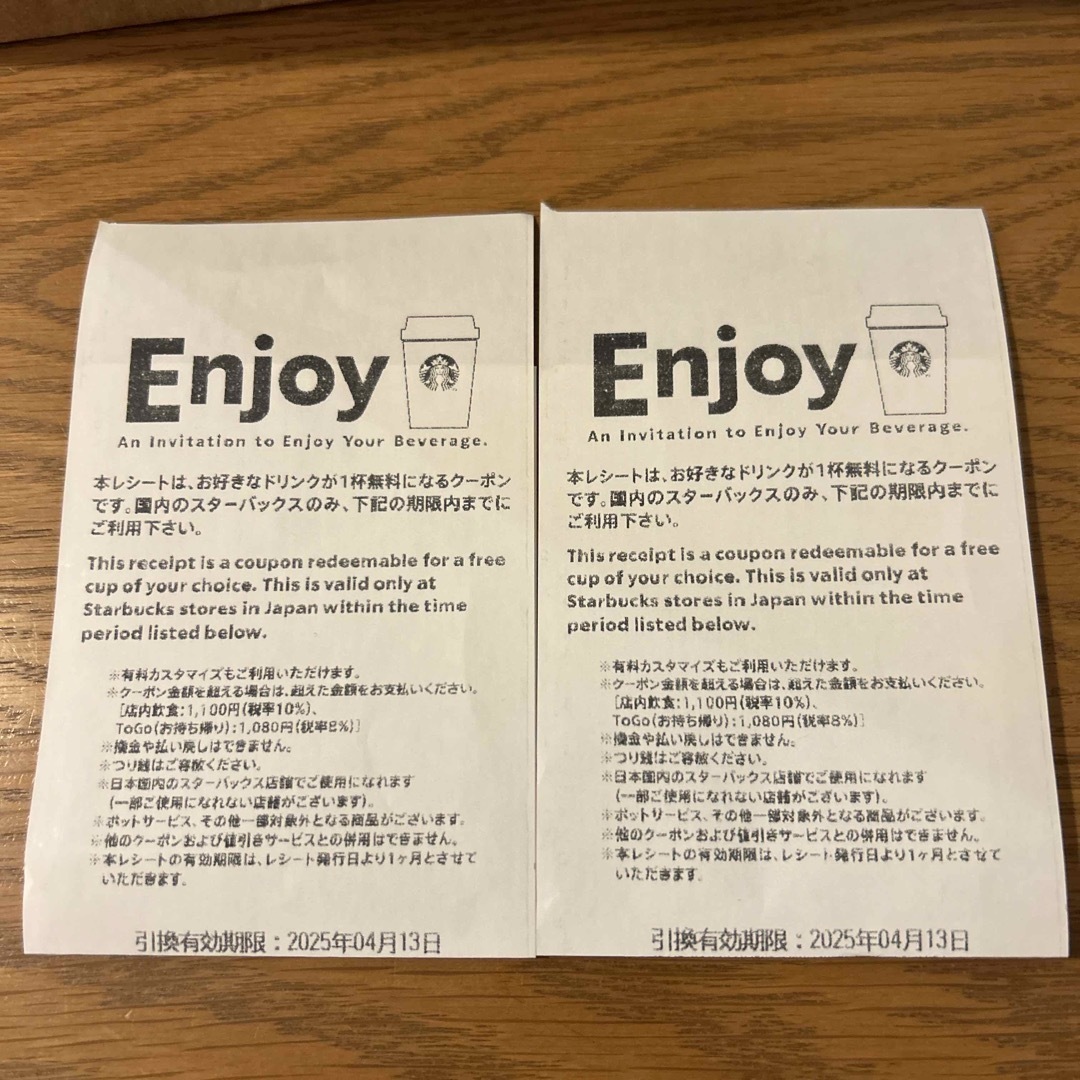 Enjoy
An Invitation to Enjoy Your Beverage.
本レシートは、お好きなドリンクが1杯無料になるクーポン
です。国内のスターバックスのみ、下記の期限内までに
ご利用下さい。
This receipt is a coupon redeemable for a free
cup of your choice. This is valid only at
Starbucks stores in Japan within the time
period listed below.
※有料カスタマイズもご利用いただけます。
※クーポン金額を超える場合は、超えた金額をお支払いください。
[店内飲食:1,100円(税率10%)、
ToGo(お持ち帰り):1,080円(税率8%)]
※換金や払い戻しはできません。
※つり銭はご容赦ください。
※日本国内のスターバックス店舗でご使用になれます
(一部ご使用になれない店舗がございます)。
※ポットサービス、その他一部対象外となる商品がございます。
※他のクーポンおよび値引きサービスとの併用はできません。
※本レシートの有効期限は、レシート発行日より1ヶ月とさせて
いただきます。
引換有効期限:2025年04月13日
Enjoy
An Invitation to Enjoy Your Beverage.
本レシートは、お好きなドリンクが1杯無料になるクーポン
です。国内のスターバックスのみ、下記の期限内までに
ご利用下さい。
This receipt is a coupon redeemable for a free
cup of your choice. This is valid only at
Starbucks stores in Japan within the time
period listed below.
※有料カスタマイズもご利用いただけます。
※クーポン金額を超える場合は、超えた金額をお支払いください。
[店内飲食:1,100円(税率10%)、
ToGo(お持ち帰り):1,080円(税率8%)]
※換金や払い戻しはできません。
※つり銭はご容赦ください。
※日本国内のスターバックス店舗でご使用になれます
(一部ご使用になれない店舗がございます)。
※ポットサービス、その他一部対象外となる商品がございます。
※他のクーポンおよび値引きサービスとの併用はできません。
※本レシートの有効期限は、レシート発行日より1ヶ月とさせて
いただきます。
引換有効期限:2025年04月13日